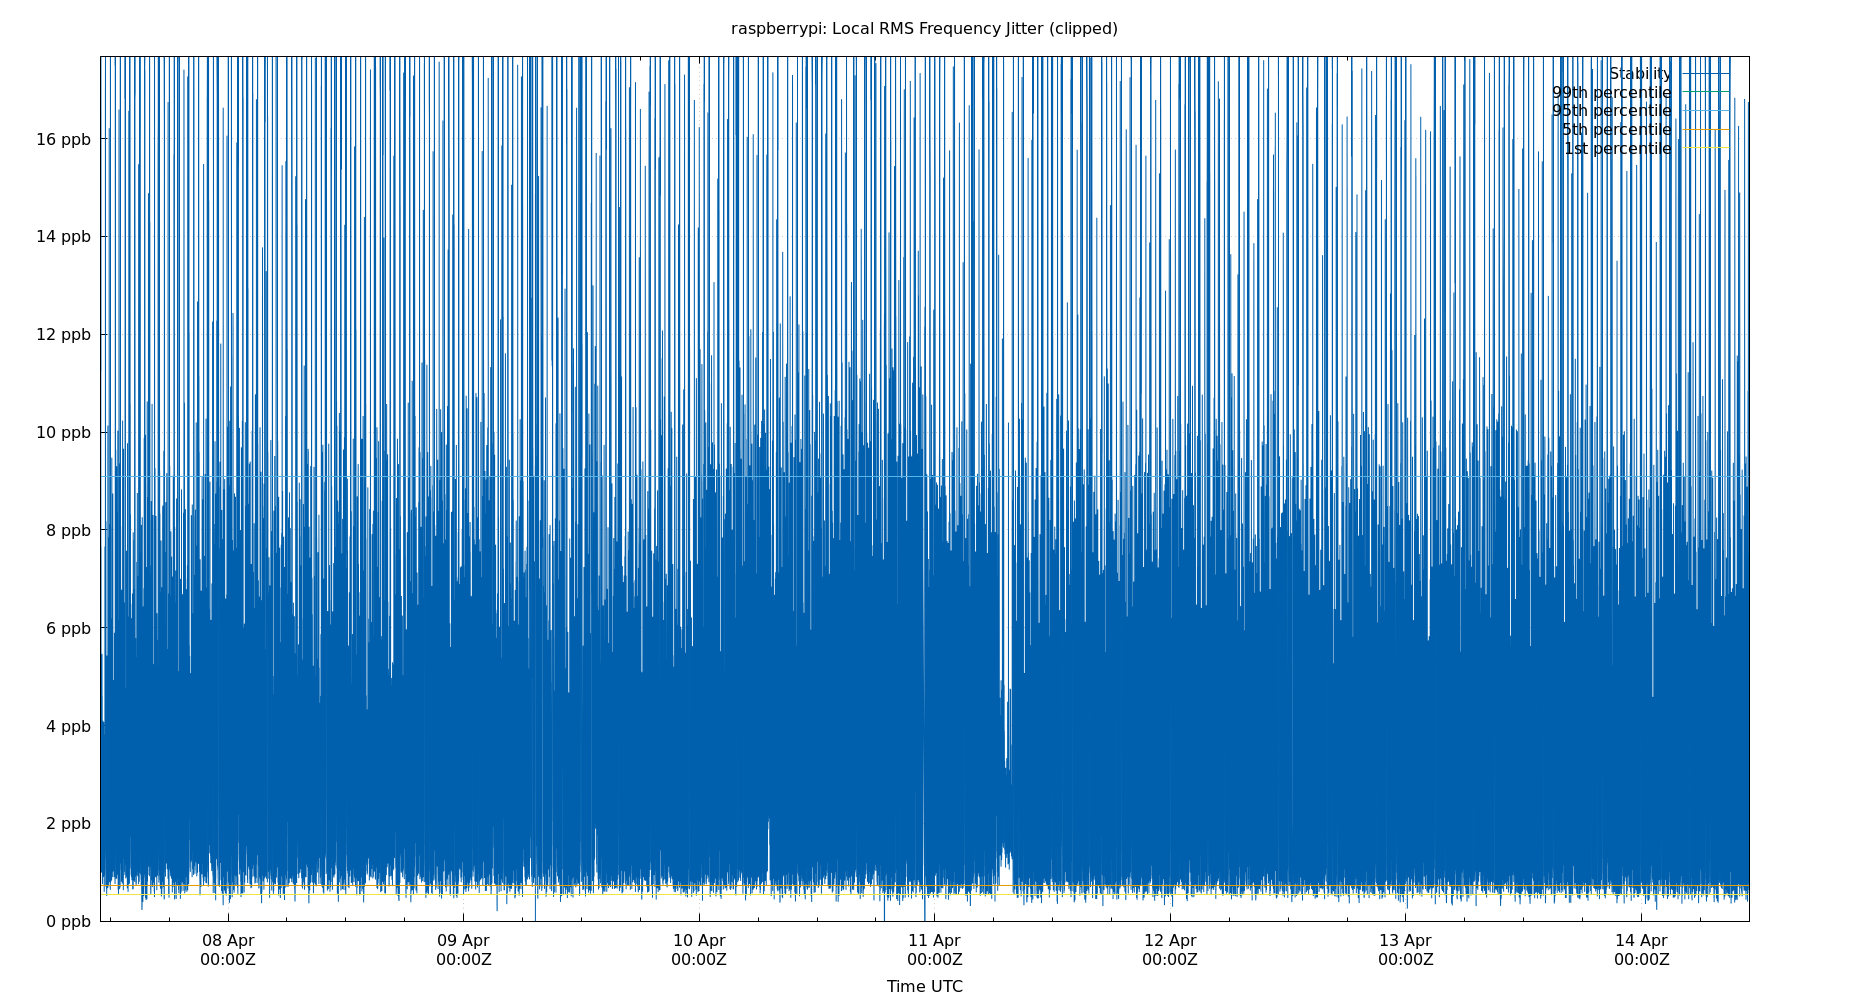 raspberrypi: Local RMS Frequency Jitter (clipped)
Stability
99th percentile
95th percentile
5th percentile
1st percentile
16 ppb
14 ppb
12 ppb
10 ppb
8 ppb
6 ppb
4 ppb
2 ppb
0 ppb
08 Apr 09 Apr 10 Apr 11 Apr 12 Apr 13 Apr 14 Apr
00:00Z 00:00Z 00:00Z 00:00Z 00:00Z 00:00Z 00:00Z
Time UTC